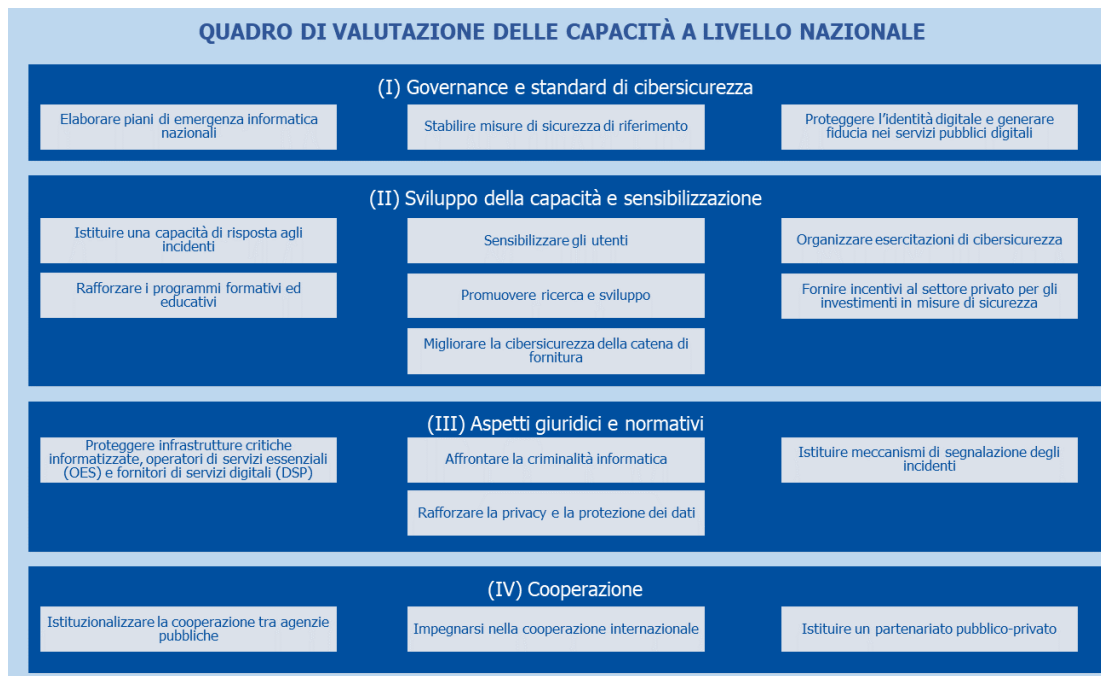 QUADRO DI VALUTAZIONE DELLE CAPACITÀ A LIVELLO NAZIONALE
(I) Governance e standard di cibersicurezza
Elaborare piani di emergenza informatica
nazionali
Stabilire misure di sicurezza di riferimento
Proteggere l'identità digitale e generare
fiducia nei servizi pubblici digitali
(II) Sviluppo della capacità e sensibilizzazione
Istituire una capacità di risposta agli
incidenti
Sensibilizzare gli utenti
Organizzare esercitazioni di cibersicurezza
Rafforzare i programmi formativi ed
educativi
Promuovere ricerca e sviluppo
Fornire incentivi al settore privato per gli
investimenti in misure di sicurezza
Migliorare la cibersicurezza della catena di
fornitura
(III) Aspetti giuridici e normativi
Proteggere infrastrutture critiche
informatizzate, operatori di servizi essenziali
(OES) e fornitori di servizi digitali (DSP)
Affrontare la criminalità informatica
Istituire meccanismi di segnalazione degli
incidenti
Rafforzare la privacy e la protezione dei dati
(IV) Cooperazione
Istituzionalizzare la cooperazione tra agenzie
pubbliche
Impegnarsi nella cooperazione internazionale
Istituire un partenariato pubblico-privato